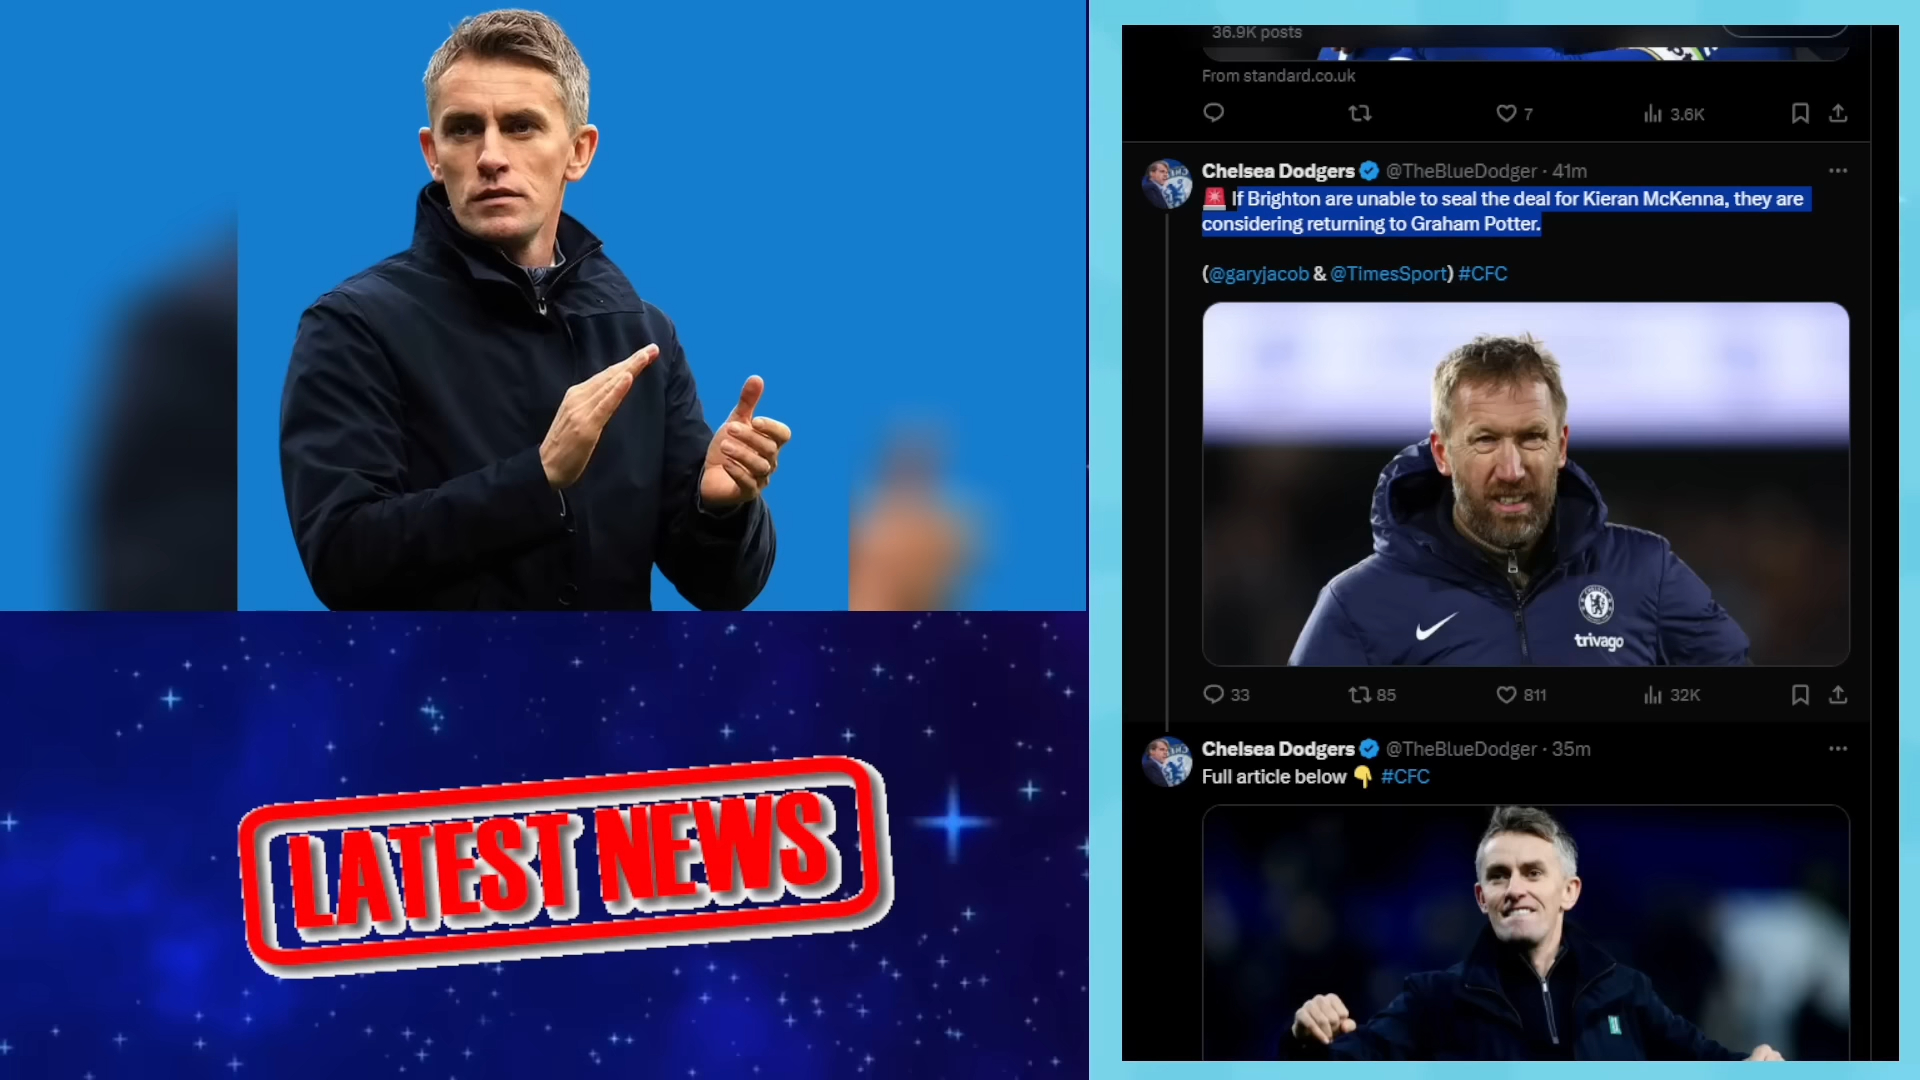 LATEST NEWS
36.9K posts
From standard.co.uk
7 3.6K
Chelsea Dodgers @TheBlueDodger · 41m
🚨 If Brighton are unable to seal the deal for Kieran McKenna, they are
considering returning to Graham Potter.
(@garyjacob & @TimesSport) #CFC
trivago
33 85 811 32K
Chelsea Dodgers @TheBlueDodger · 35m
Full article below 👇 #CFC